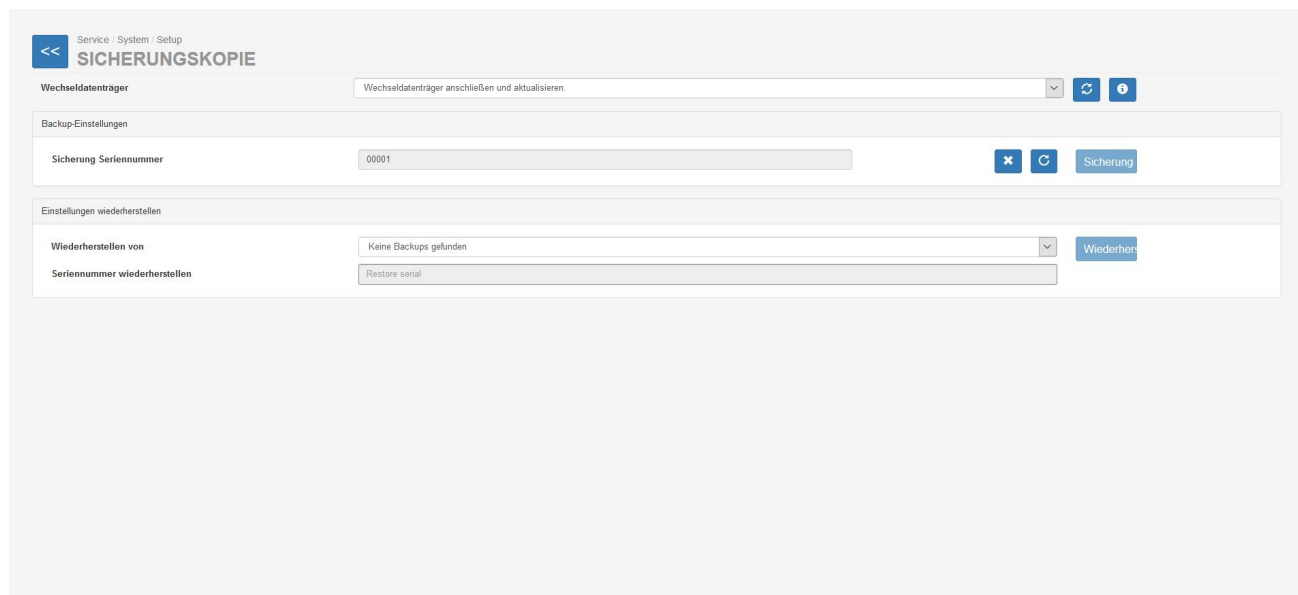 << Service / System / Setup
SICHERUNGSKOPIE
Wechseldatenträger Wechseldatenträger anschließen und aktualisieren.
Backup-Einstellungen
Sicherung Seriennummer 00001 Sicherung
Einstellungen wiederherstellen
Wiederherstellen von Keine Backups gefunden Wiederhers
Seriennummer wiederherstellen Restore serial